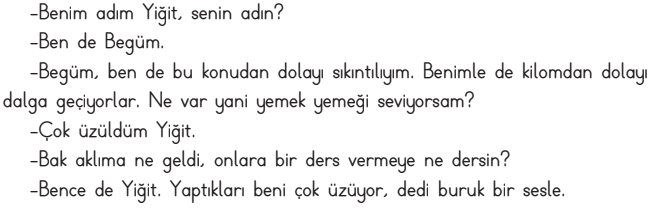 –Benim adım Yiğit, senin adın?
–Ben de Begüm.
–Begüm, ben de bu konudan dolayı sıkıntılıyım. Benimle de kilomdan dolayı
dalga geçiyorlar. Ne var yani yemek yemeği seviyorsam?
–Çok üzüldüm Yiğit.
–Bak aklıma ne geldi, onlara bir ders vermeye ne dersin?
–Bence de Yiğit. Yaptıkları beni çok üzüyor, dedi buruk bir sesle.